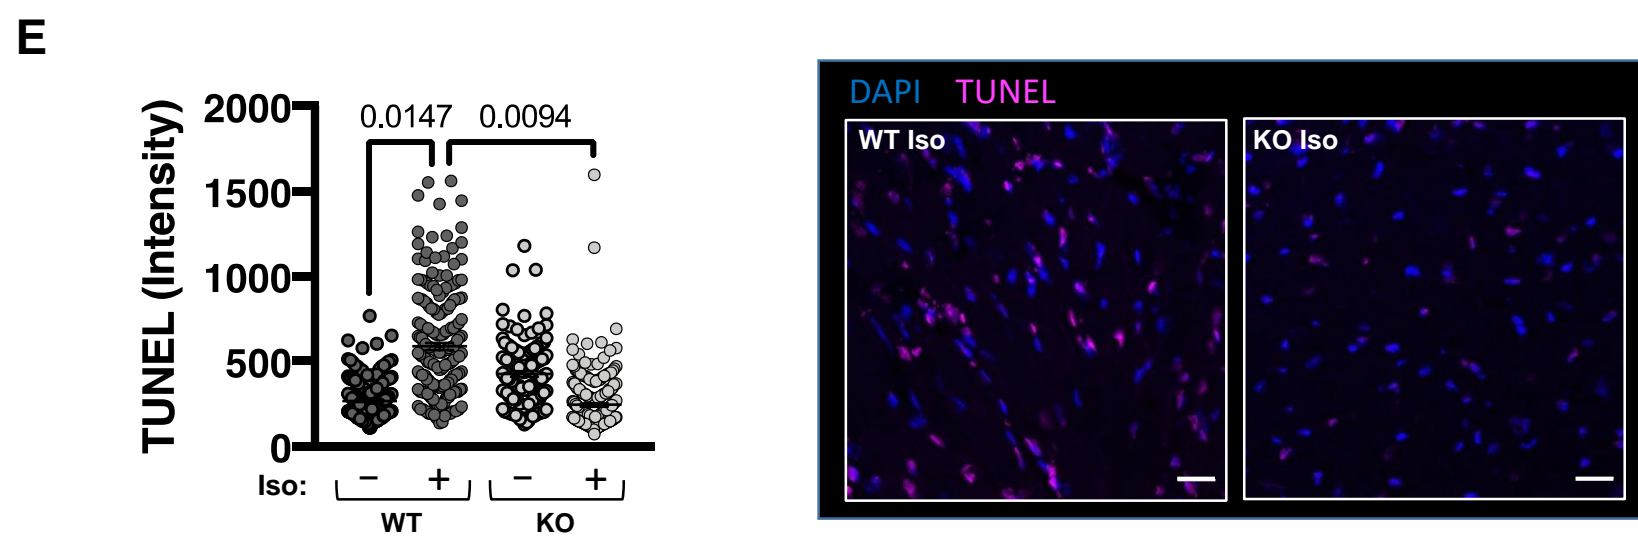 E
TUNEL (Intensity)
2000
1500
1000
500
0
0.0147 0.0094
Iso: − + − +
WT KO
DAPI TUNEL
WT Iso
KO Iso